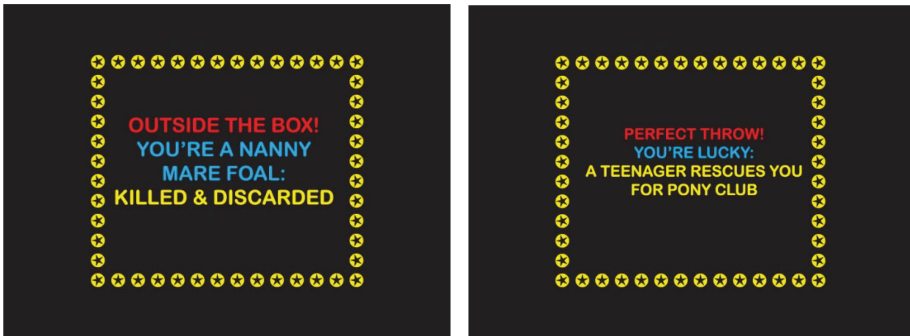 OUTSIDE THE BOX!
YOU'RE A NANNY
MARE FOAL:
KILLED & DISCARDED
PERFECT THROW!
YOU'RE LUCKY:
A TEENAGER RESCUES YOU
FOR PONY CLUB